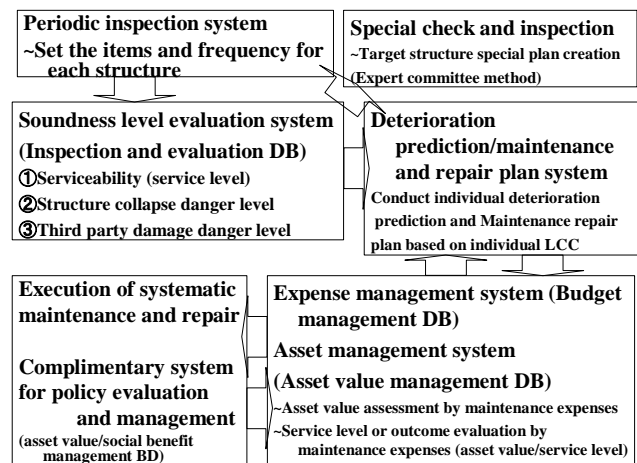 Periodic inspection system
~Set the items and frequency for
each structure
Special check and inspection
~Target structure special plan creation
(Expert committee method)
Soundness level evaluation system
(Inspection and evaluation DB)
①Serviceability (service level)
②Structure collapse danger level
③Third party damage danger level
Deterioration
prediction/maintenance
and repair plan system
Conduct individual deterioration
prediction and Maintenance repair
plan based on individual LCC
Execution of systematic
maintenance and repair
Complimentary system
for policy evaluation
and management
(asset value/social benefit
management BD)
Expense management system (Budget
management DB)
Asset management system
(Asset value management DB)
~Asset value assessment by maintenance expenses
~Service level or outcome evaluation by
maintenance expenses (asset value/service level)